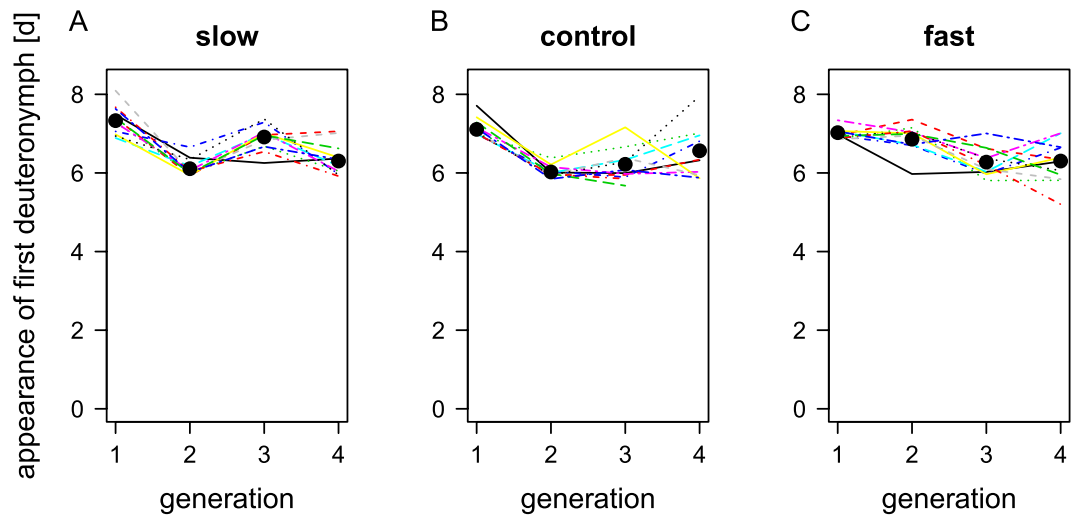 appearance of first deuteronymph [d]
A
slow
8
6
4
2
0
1 2 3 4
generation
B
control
8
6
4
2
0
1 2 3 4
generation
C
fast
8
6
4
2
0
1 2 3 4
generation